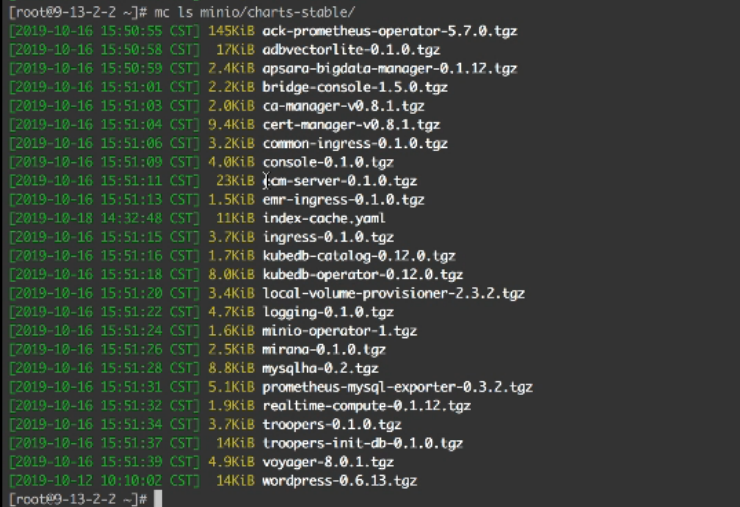 [root@9-13-2-2 ~]# mc ls minio/charts-stable/
[2019-10-16 15:50:55 CST] 145KiB ack-prometheus-operator-5.7.0.tgz
[2019-10-16 15:50:58 CST] 17KiB adbvectorlite-0.1.0.tgz
[2019-10-16 15:50:59 CST] 2.4KiB apsara-bigdata-manager-0.1.12.tgz
[2019-10-16 15:51:01 CST] 2.2KiB bridge-console-1.5.0.tgz
[2019-10-16 15:51:03 CST] 2.0KiB ca-manager-v0.8.1.tgz
[2019-10-16 15:51:04 CST] 9.4KiB cert-manager-v0.8.1.tgz
[2019-10-16 15:51:06 CST] 3.2KiB common-ingress-0.1.0.tgz
[2019-10-16 15:51:09 CST] 4.0KiB console-0.1.0.tgz
[2019-10-16 15:51:11 CST] 23KiB
[2019-10-16 15:51:13 CST] 1.5KiB emr-ingress-0.1.0.tgz
[2019-10-18 14:32:48 CST] 11KiB index-cache.yaml
[2019-10-16 15:51:15 CST] 3.7KiB ingress-0.1.0.tgz
[2019-10-16 15:51:16 CST] 1.7KiB kubedb-catalog-0.12.0.tgz
[2019-10-16 15:51:18 CST] 8.0KiB kubedb-operator-0.12.0.tgz
[2019-10-16 15:51:20 CST] 3.4KiB local-volume-provisioner-2.3.2.tgz
[2019-10-16 15:51:22 CST] 4.7KiB logging-0.1.0.tgz
[2019-10-16 15:51:24 CST] 1.6KiB minio-operator-1.tgz
[2019-10-16 15:51:26 CST] 2.5KiB mirana-0.1.0.tgz
[2019-10-16 15:51:28 CST] 8.8KiB mysqlha-0.2.tgz
[2019-10-16 15:51:31 CST] 5.1KiB prometheus-mysql-exporter-0.3.2.tgz
[2019-10-16 15:51:32 CST] 1.9KiB realtime-compute-0.1.12.tgz
[2019-10-16 15:51:34 CST] 3.7KiB troopers-0.1.0.tgz
[2019-10-16 15:51:37 CST] 14KiB troopers-init-db-0.1.0.tgz
[2019-10-16 15:51:39 CST] 4.9KiB voyager-8.0.1.tgz
[2019-10-12 10:10:02 CST] 14KiB wordpress-0.6.13.tgz
[root@9-13-2-2 ~]#